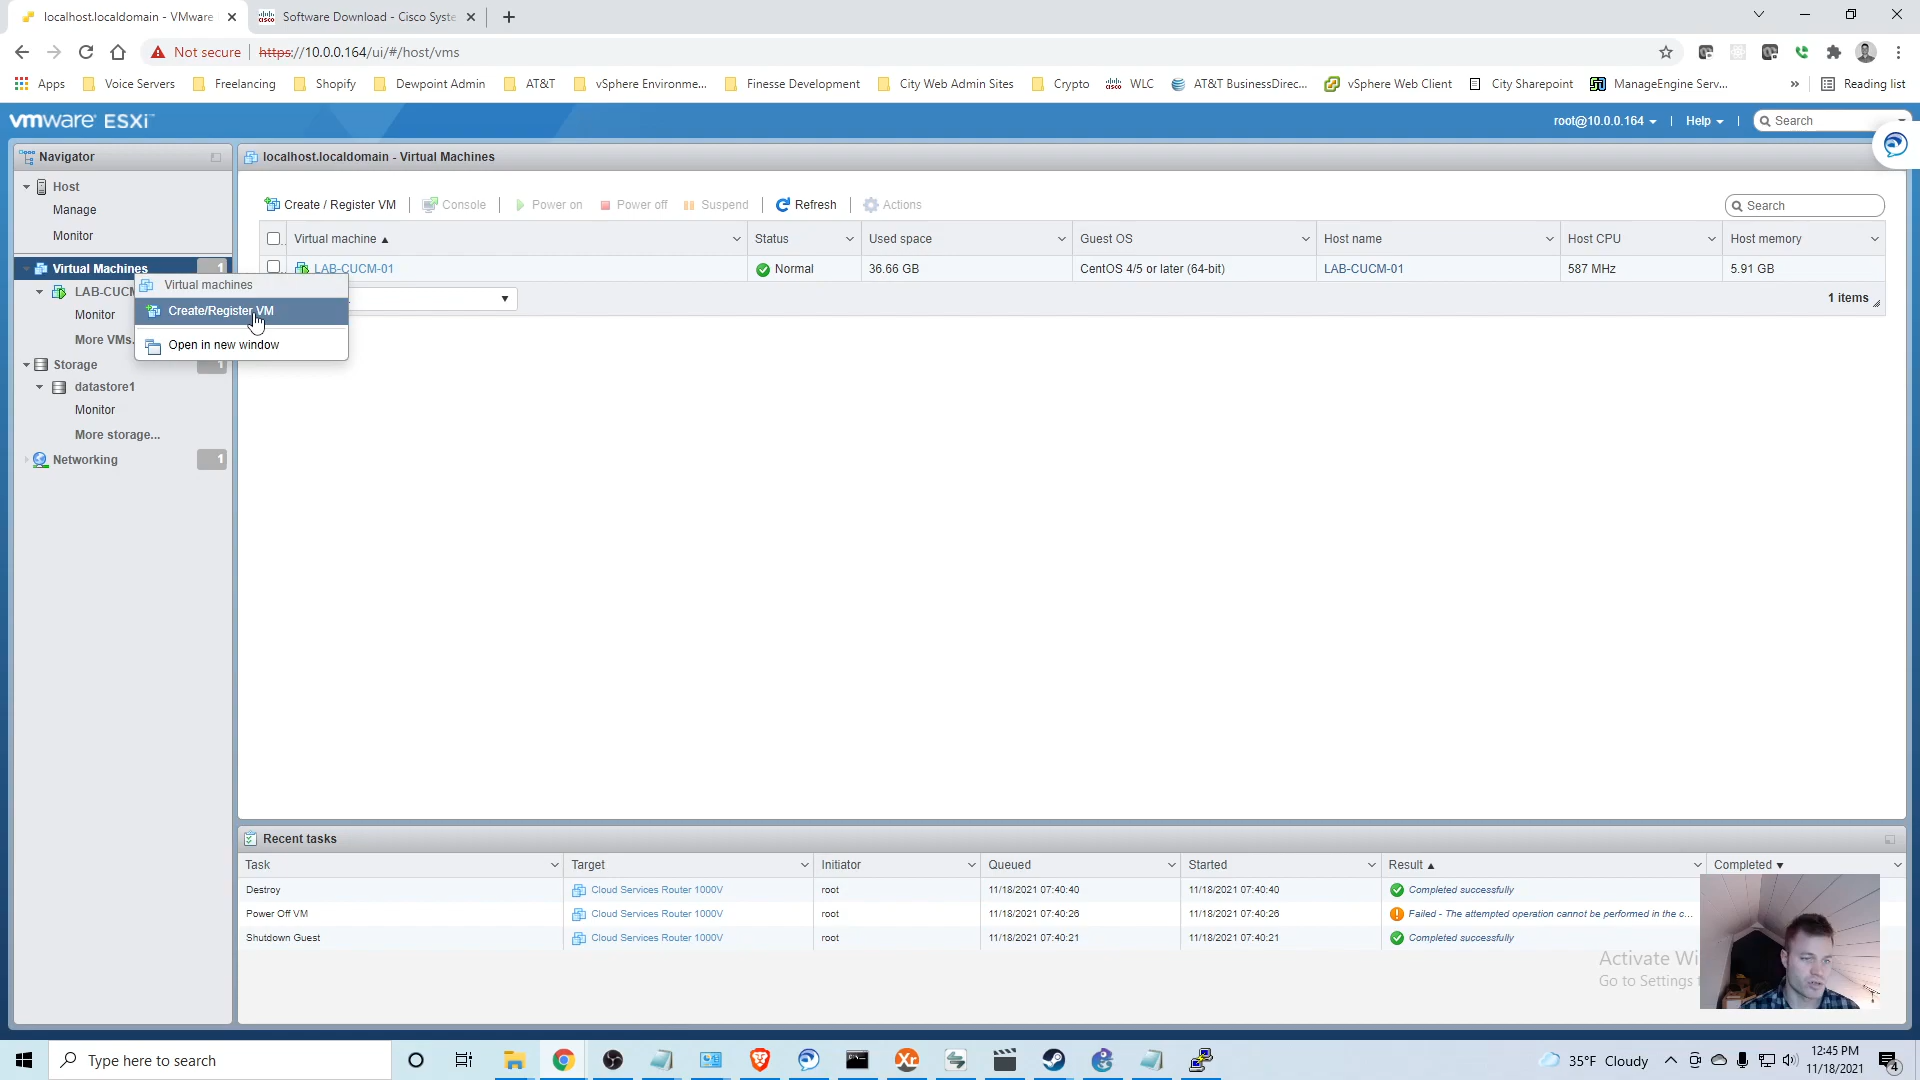 localhost.localdomain - VMware
Software Download - Cisco Syste
Not secure
https://10.0.0.164/ui/#/host/vms
Apps
Voice Servers
Freelancing
Shopify
Dewpoint Admin
AT&T
vSphere Environme...
Finesse Development
City Web Admin Sites
Crypto
WLC
AT&T BusinessDirec...
vSphere Web Client
City Sharepoint
ManageEngine Serv...
»
Reading list
vmware ESXi™
root@10.0.0.164
Help
Search
Navigator
localhost.localdomain - Virtual Machines
Host
Manage
Monitor
Virtual Machines
1
LAB-CUCM
Monitor
More VMs.
Storage
1
datastore1
Monitor
More storage...
Networking
1
Virtual machines
Create/Register VM
Open in new window
Create / Register VM
Console
Power on
Power off
Suspend
Refresh
Actions
Search
Virtual machine
Status
Used space
Guest OS
Host name
Host CPU
Host memory
LAB-CUCM-01
Normal
36.66 GB
CentOS 4/5 or later (64-bit)
LAB-CUCM-01
587 MHz
5.91 GB
1 items
Recent tasks
Task
Target
Initiator
Queued
Started
Result
Completed
Destroy
Cloud Services Router 1000V
root
11/18/2021 07:40:40
11/18/2021 07:40:40
Completed successfully
Power Off VM
Cloud Services Router 1000V
root
11/18/2021 07:40:26
11/18/2021 07:40:26
Failed - The attempted operation cannot be performed in the c...
Shutdown Guest
Cloud Services Router 1000V
root
11/18/2021 07:40:21
11/18/2021 07:40:21
Completed successfully
Activate Wi
Go to Settings
Type here to search
35°F Cloudy
12:45 PM
11/18/2021
4